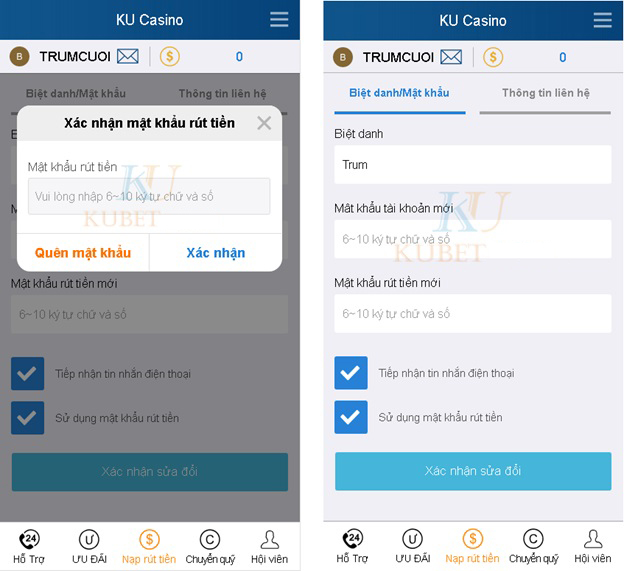 KU Casino
B TRUMCUOI $ 0
Biệt danh/Mật khẩu Thông tin liên hệ
Xác nhận mật khẩu rút tiền
Mật khẩu rút tiền
Vui lòng nhập 6~10 ký tự chữ và số
KU
KUBET
Quên mật khẩu Xác nhận
Mật khẩu rút tiền mới
6~10 ký tự chữ và số
Tiếp nhận tin nhắn điện thoại
Sử dụng mật khẩu rút tiền
Xác nhận sửa đổi
24 Ư $ C
Hỗ Trợ ƯU ĐÃI Nạp rút tiền Chuyển quỹ Hội viên
KU Casino
B TRUMCUOI $ 0
Biệt danh/Mật khẩu Thông tin liên hệ
Biệt danh
Trum
Mât khẩu tài khoản mới
KU
6~10 ký tự chữ và số
KUBET
Mật khẩu rút tiền mới
6~10 ký tự chữ và số
Tiếp nhận tin nhắn điện thoại
Sử dụng mật khẩu rút tiền
Xác nhận sửa đổi
24 Ư $ C
Hỗ Trợ ƯU ĐÃI Nạp rút tiền Chuyển quỹ Hội viên